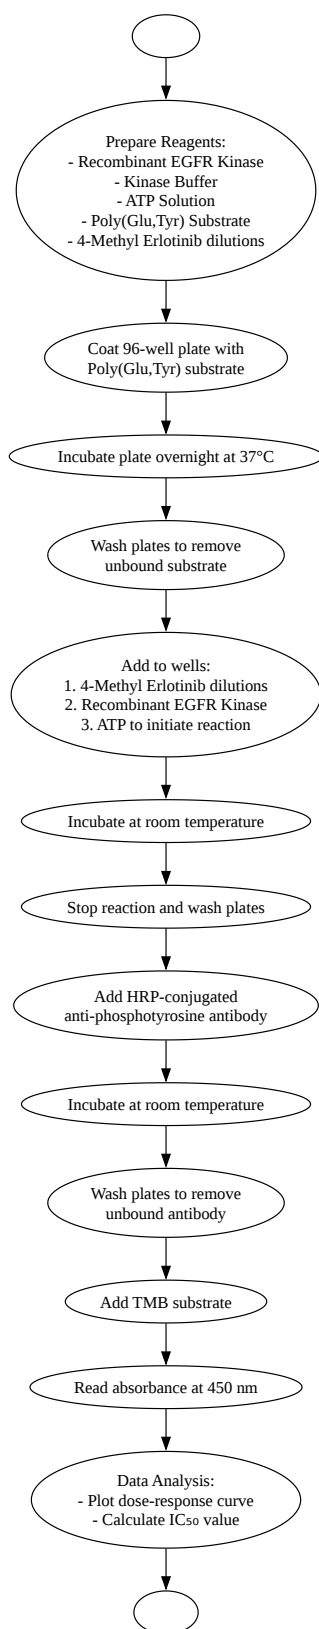 Prepare Reagents:
- Recombinant EGFR Kinase
- Kinase Buffer
- ATP Solution
- Poly(Glu,Tyr) Substrate
- 4-Methyl Erlotinib dilutions
Coat 96-well plate with
Poly(Glu,Tyr) substrate
Incubate plate overnight at 37°C
Wash plates to remove
unbound substrate
Add to wells:
1. 4-Methyl Erlotinib dilutions
2. Recombinant EGFR Kinase
3. ATP to initiate reaction
Incubate at room temperature
Stop reaction and wash plates
Add HRP-conjugated
anti-phosphotyrosine antibody
Incubate at room temperature
Wash plates to remove
unbound antibody
Add TMB substrate
Read absorbance at 450 nm
Data Analysis:
- Plot dose-response curve
- Calculate IC₅₀ value